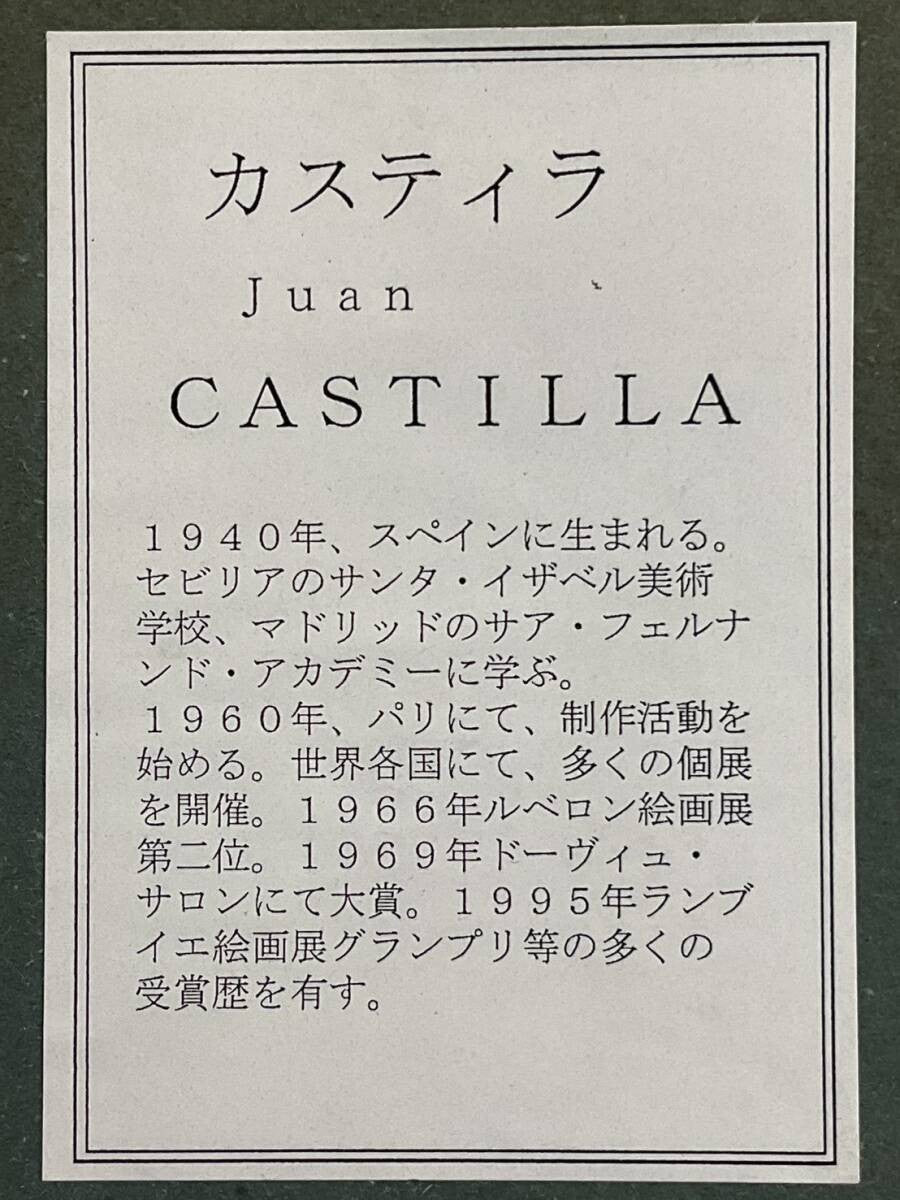 カスティラ
Juan
CASTILLA
1940年、スペインに生まれる。
セビリアのサンタ・イザベル美術
学校、マドリッドのサア・フェルナ
ンド・アカデミーに学ぶ。
1960年、パリにて、制作活動を
始める。世界各国にて、多くの個展
を開催。1966年ルベロン絵画展
第二位。1969年ドーヴィュ・
サロンにて大賞。1995年ランブ
イエ絵画展グランプリ等の多くの
受賞歴を有す。